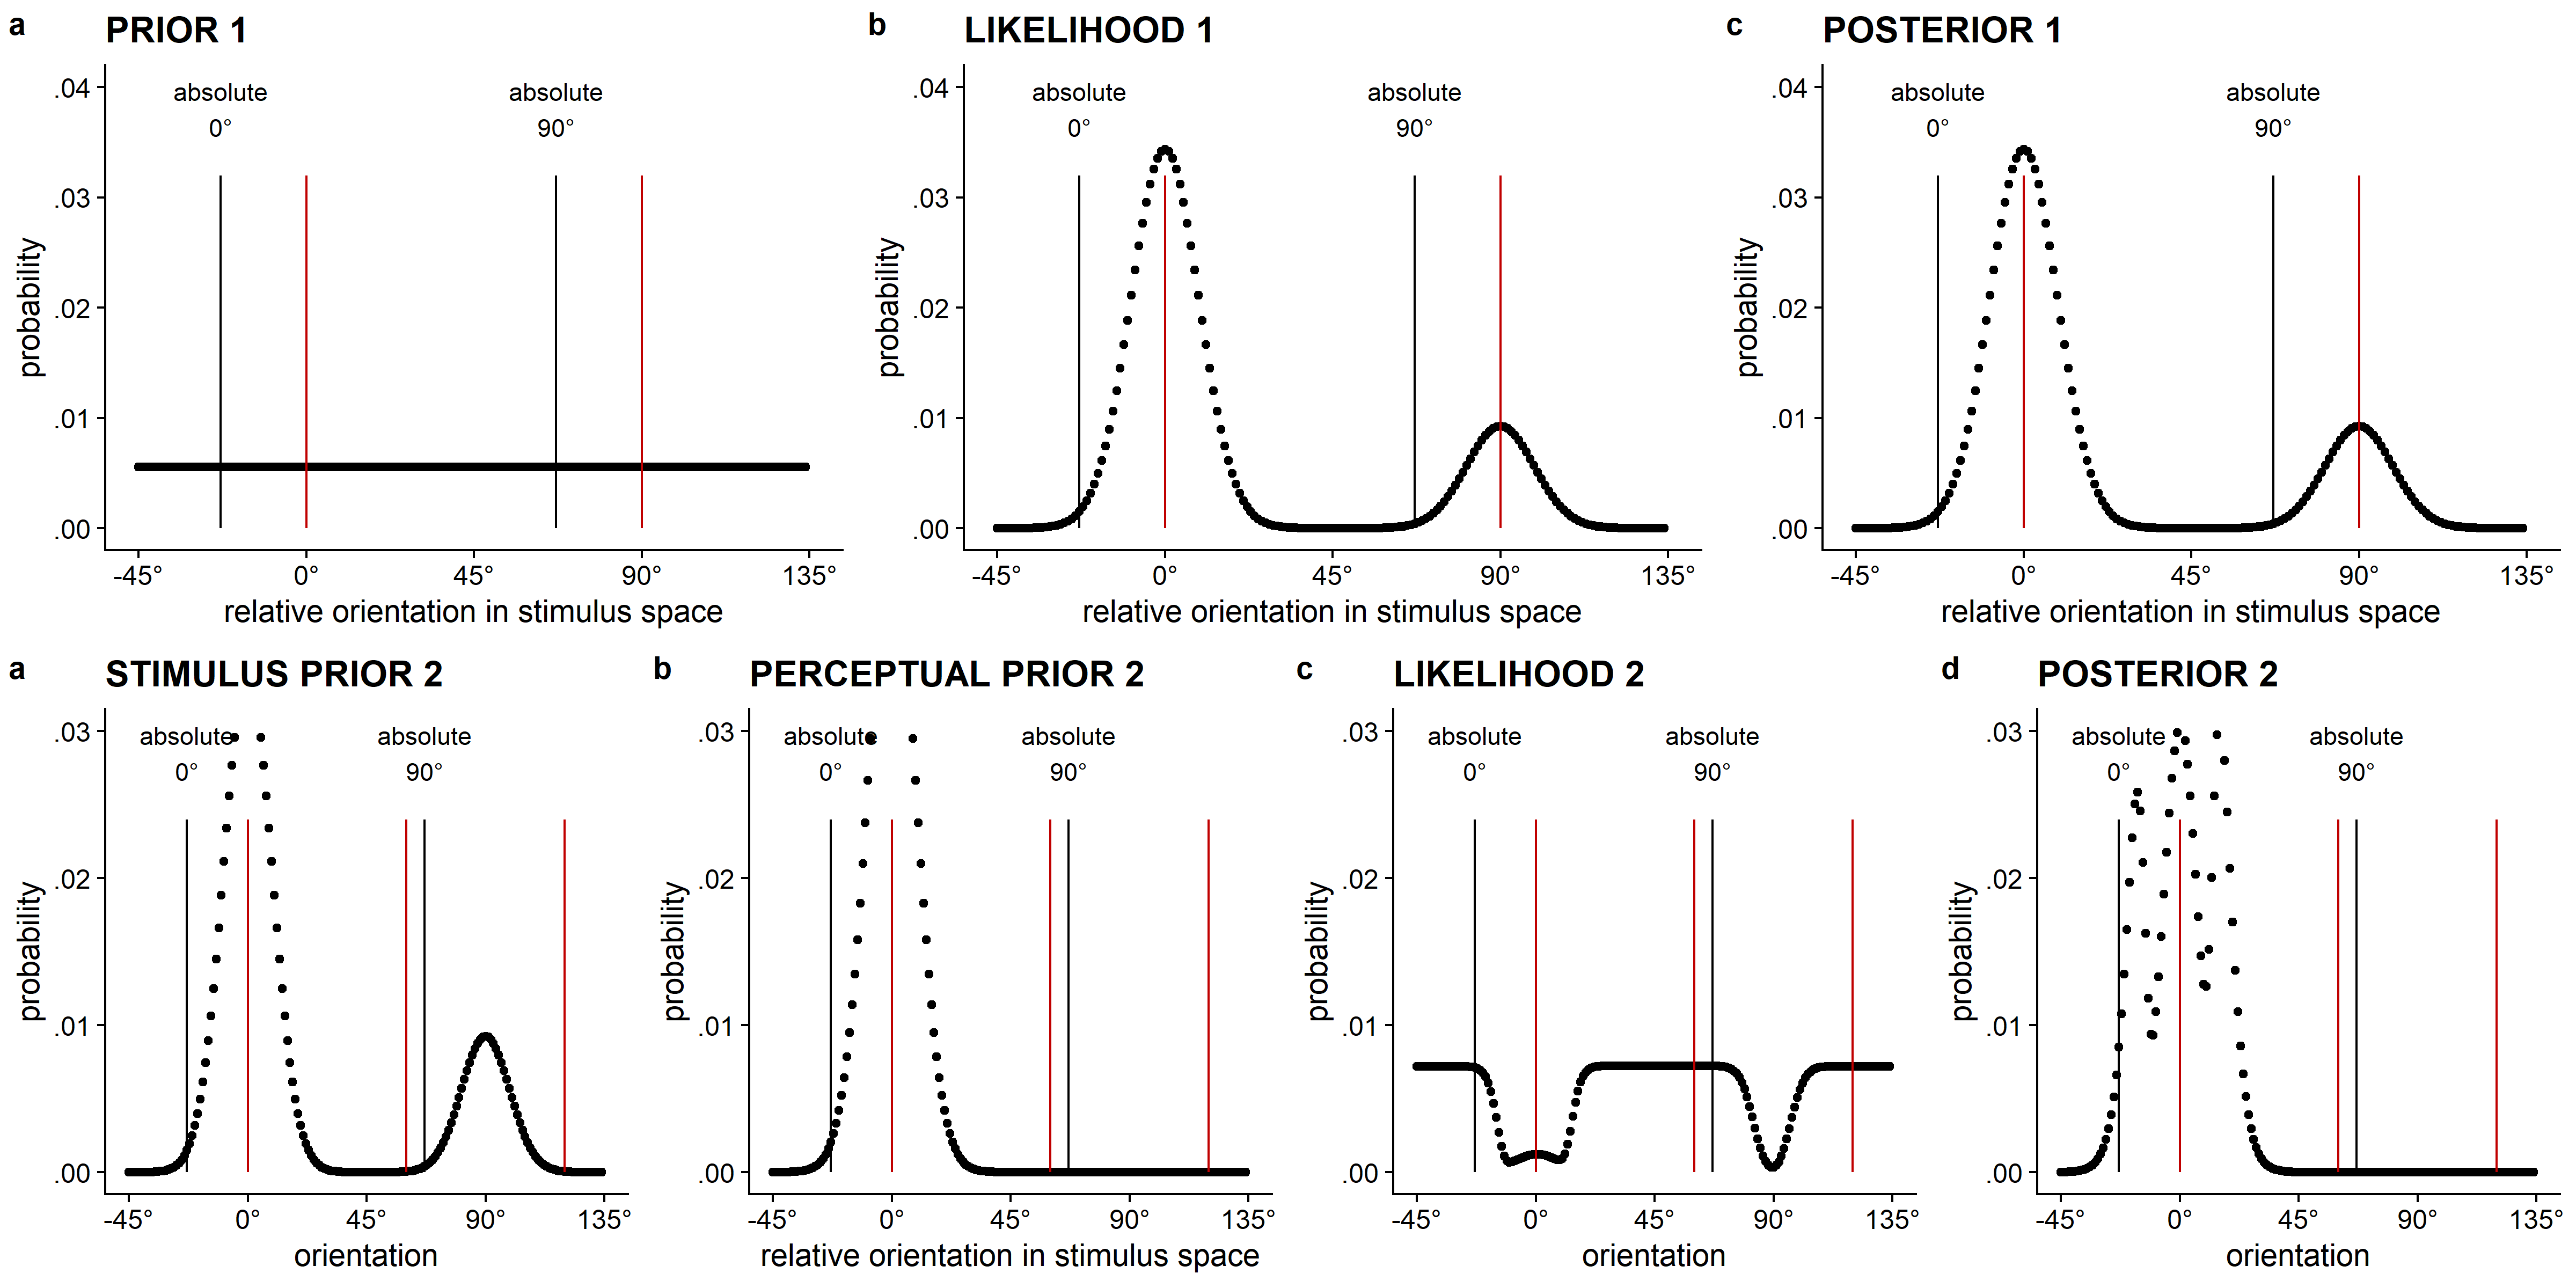 a PRIOR 1
.04
.03
.02
.01
.00
absolute
0°
absolute
90°
probability
-45° 0° 45° 90° 135°
relative orientation in stimulus space
b LIKELIHOOD 1
.04
.03
.02
.01
.00
absolute
0°
absolute
90°
probability
-45° 0° 45° 90° 135°
relative orientation in stimulus space
c POSTERIOR 1
.04
.03
.02
.01
.00
absolute
0°
absolute
90°
probability
-45° 0° 45° 90° 135°
relative orientation in stimulus space
a STIMULUS PRIOR 2
.03
.02
.01
.00
absolute
0°
absolute
90°
probability
-45° 0° 45° 90° 135°
orientation
b PERCEPTUAL PRIOR 2
.03
.02
.01
.00
absolute
0°
absolute
90°
probability
-45° 0° 45° 90° 135°
relative orientation in stimulus space
c LIKELIHOOD 2
.03
.02
.01
.00
absolute
0°
absolute
90°
probability
-45° 0° 45° 90° 135°
orientation
d POSTERIOR 2
.03
.02
.01
.00
absolute
0°
absolute
90°
probability
-45° 0° 45° 90° 135°
orientation